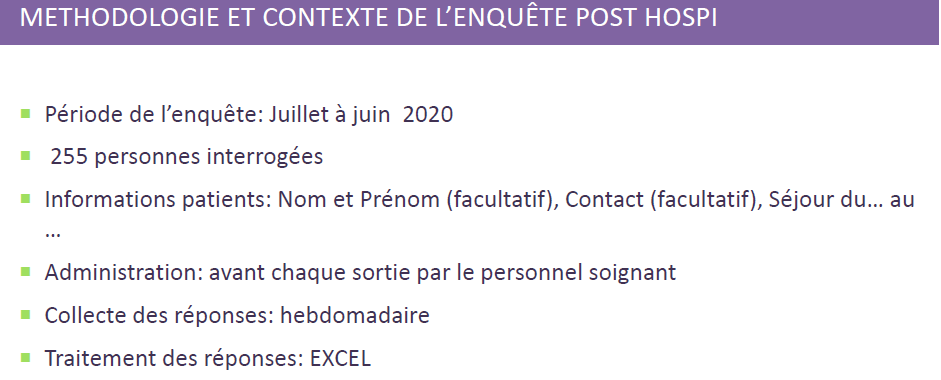 METHODOLOGIE ET CONTEXTE DE L’ENQUÊTE POST HOSPI
Période de l’enquête: Juillet à juin  2020
255 personnes interrogées
Informations patients: Nom et Prénom (facultatif), Contact (facultatif), Séjour du… au
…
Administration: avant chaque sortie par le personnel soignant
Collecte des réponses: hebdomadaire
Traitement des réponses: EXCEL